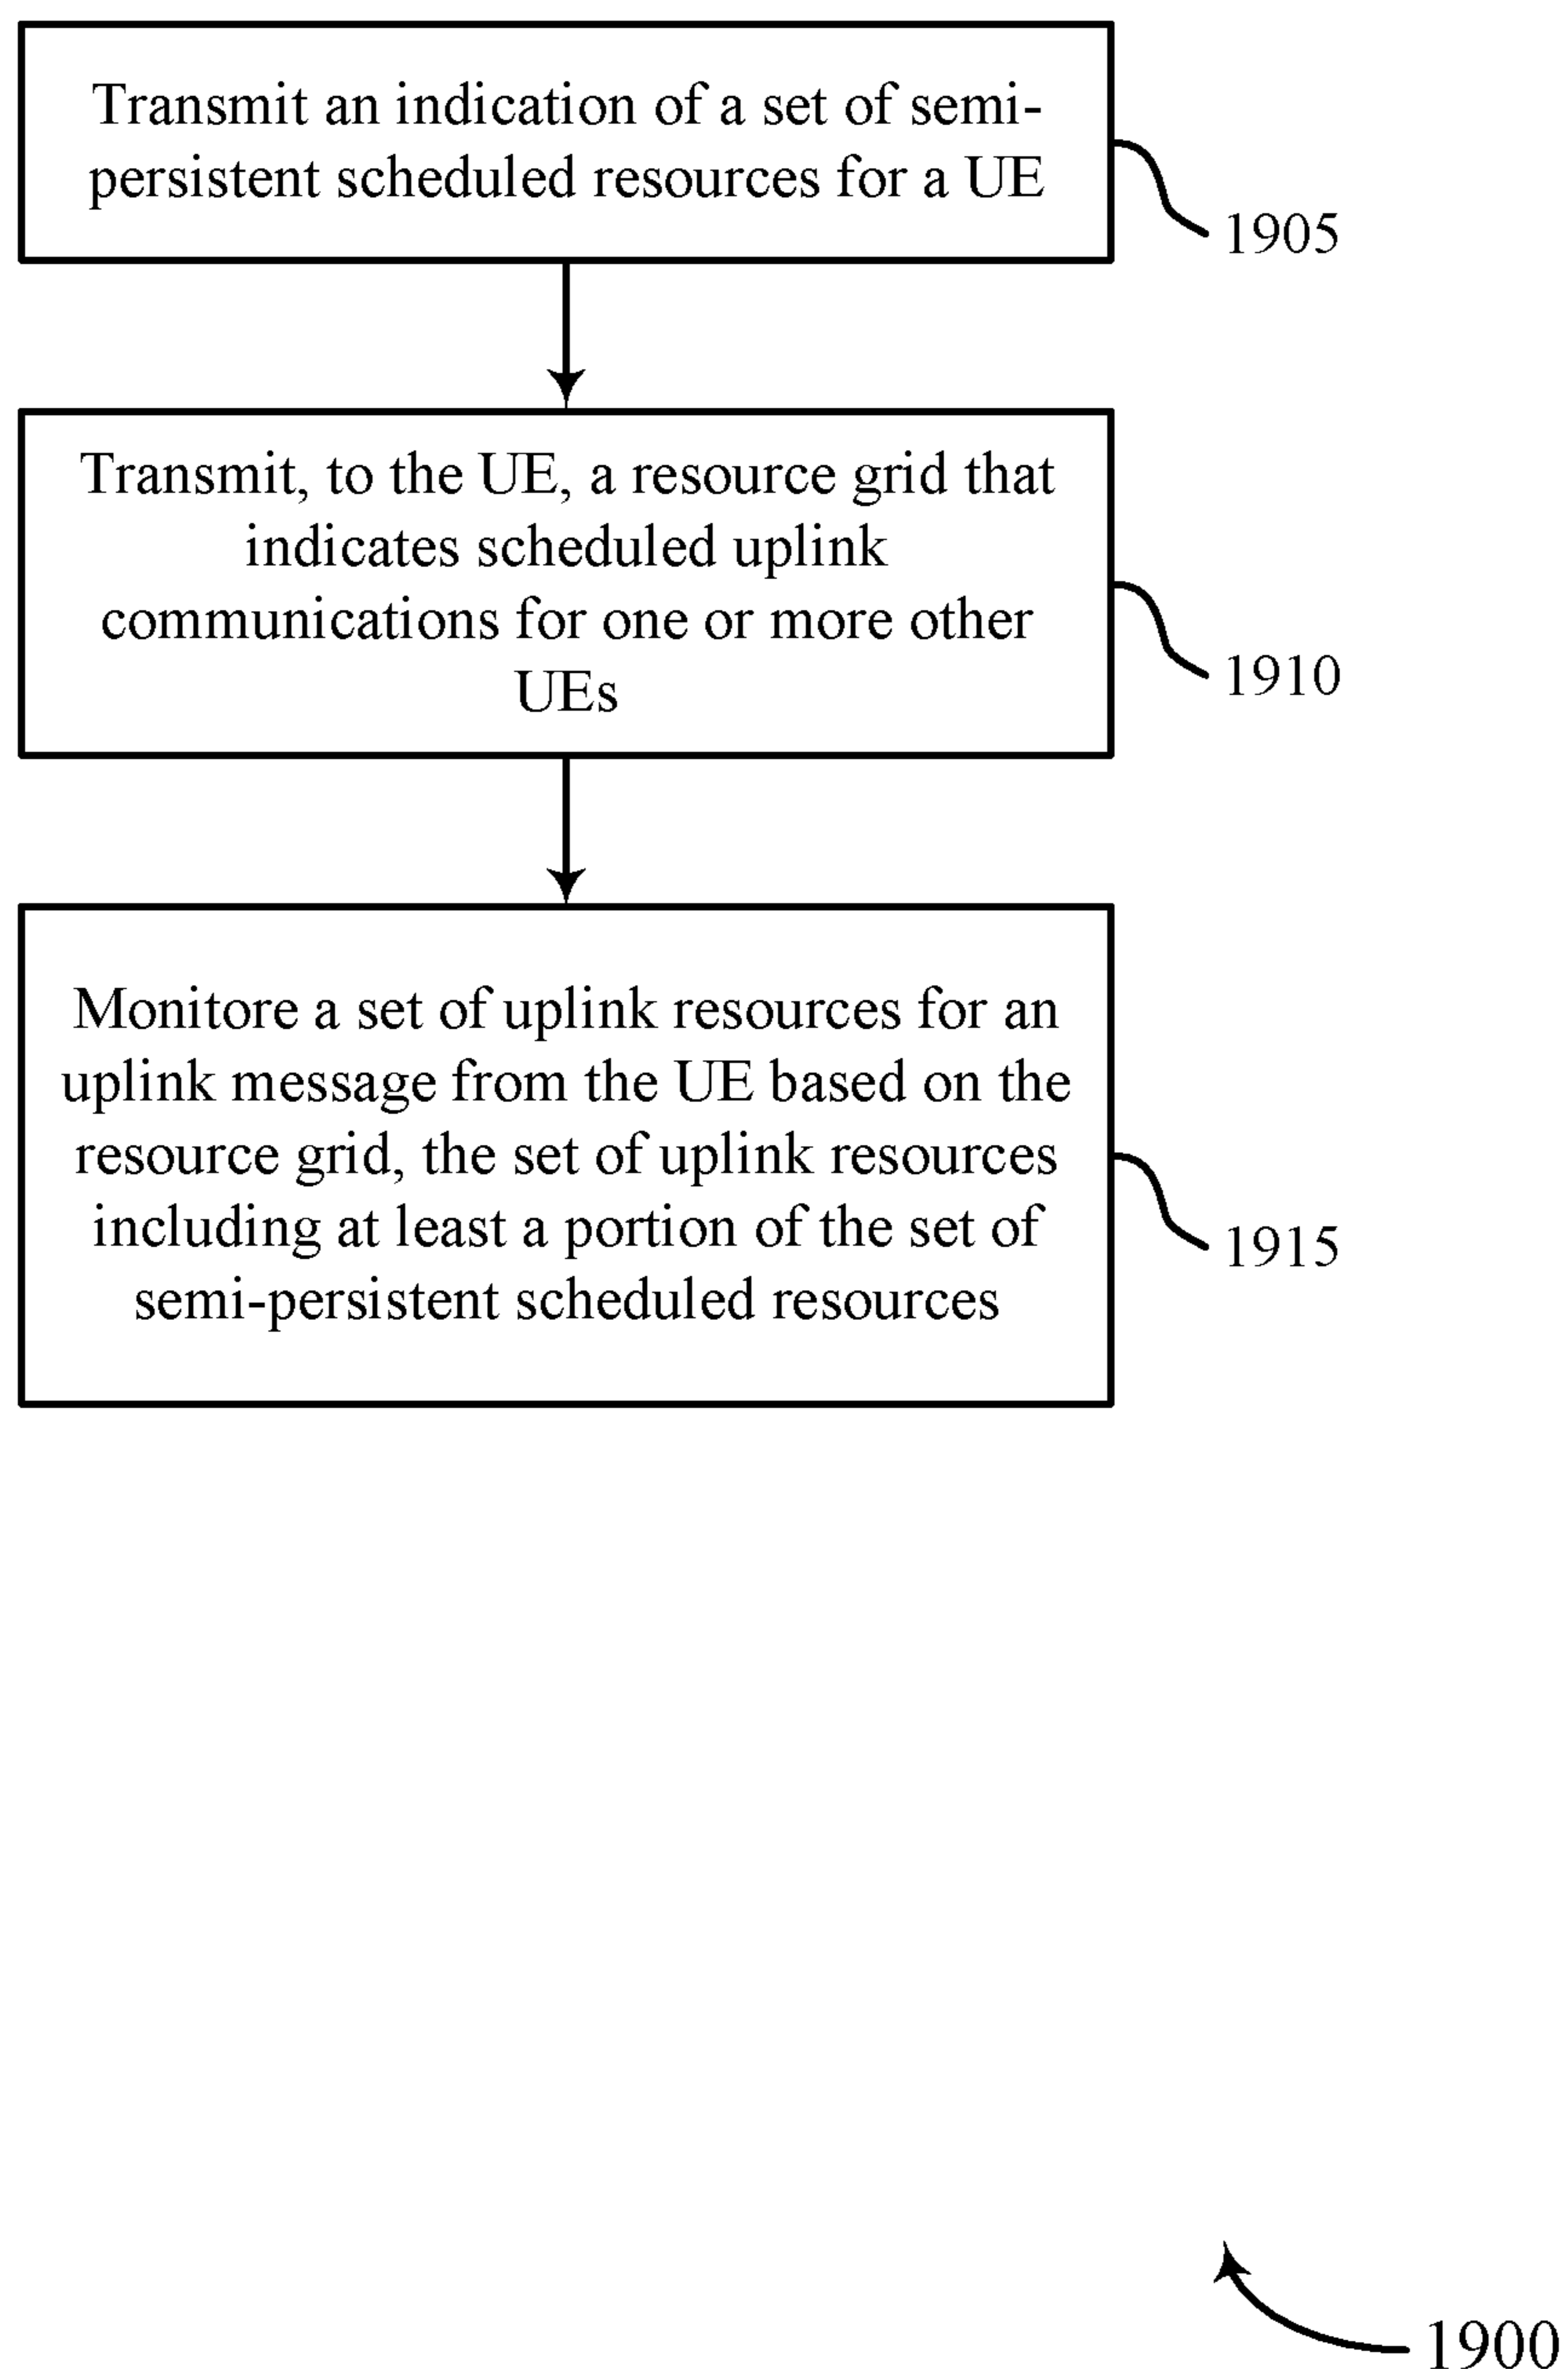 Transmit an indication of a set of semi-
persistent scheduled resources for a UE
1905
Transmit, to the UE, a resource grid that
indicates scheduled uplink
communications for one or more other
UEs
1910
Monitore a set of uplink resources for an
uplink message from the UE based on the
resource grid, the set of uplink resources
including at least a portion of the set of
semi-persistent scheduled resources
1915
1900